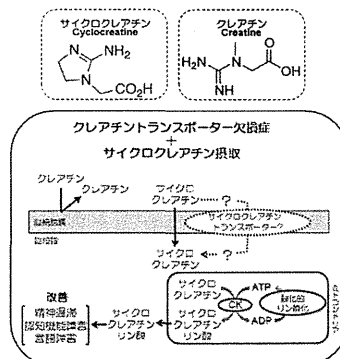 サイクロクレアチン
Cyclocreatine
NH₂
N
N
CO₂H
クレアチン
Creatine
O
H₂N
N
OH
NH
クレアチントランスポーター欠損症
+
サイクロクレアチン摂取
クレアチン
クレアチン
サイクロ
クレアチン
?
サイクロクレアチン
トランスポーター?
サイクロ
クレアチン
?
改善
精神遅滞
認知機能障害
言語障害
サイクロ
クレアチン
リン酸
サイクロ
クレアチン
サイクロ
クレアチン
リン酸
CK
ATP
ADP
酸化的
リン酸化